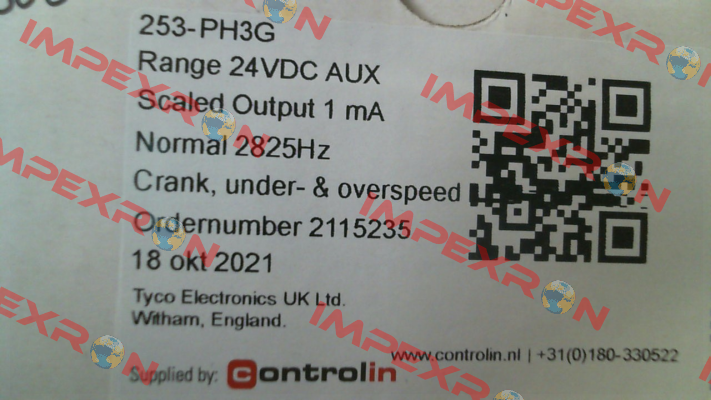 253-PH3G
Range 24VDC AUX
Scaled Output 1 mA
Normal 2825Hz
Crank, under- & overspeed
Ordernumber 2115235
18 okt 2021
Tyco Electronics UK Ltd.
Witham, England.
www.controlin.nl | +31(0)180-330522
Supplied by: controlin
IMPEXRON
IMPEXRON
IMPEXRON
IMPEXRON
IMPEXRON
IMPEXRON
IMPEXRON